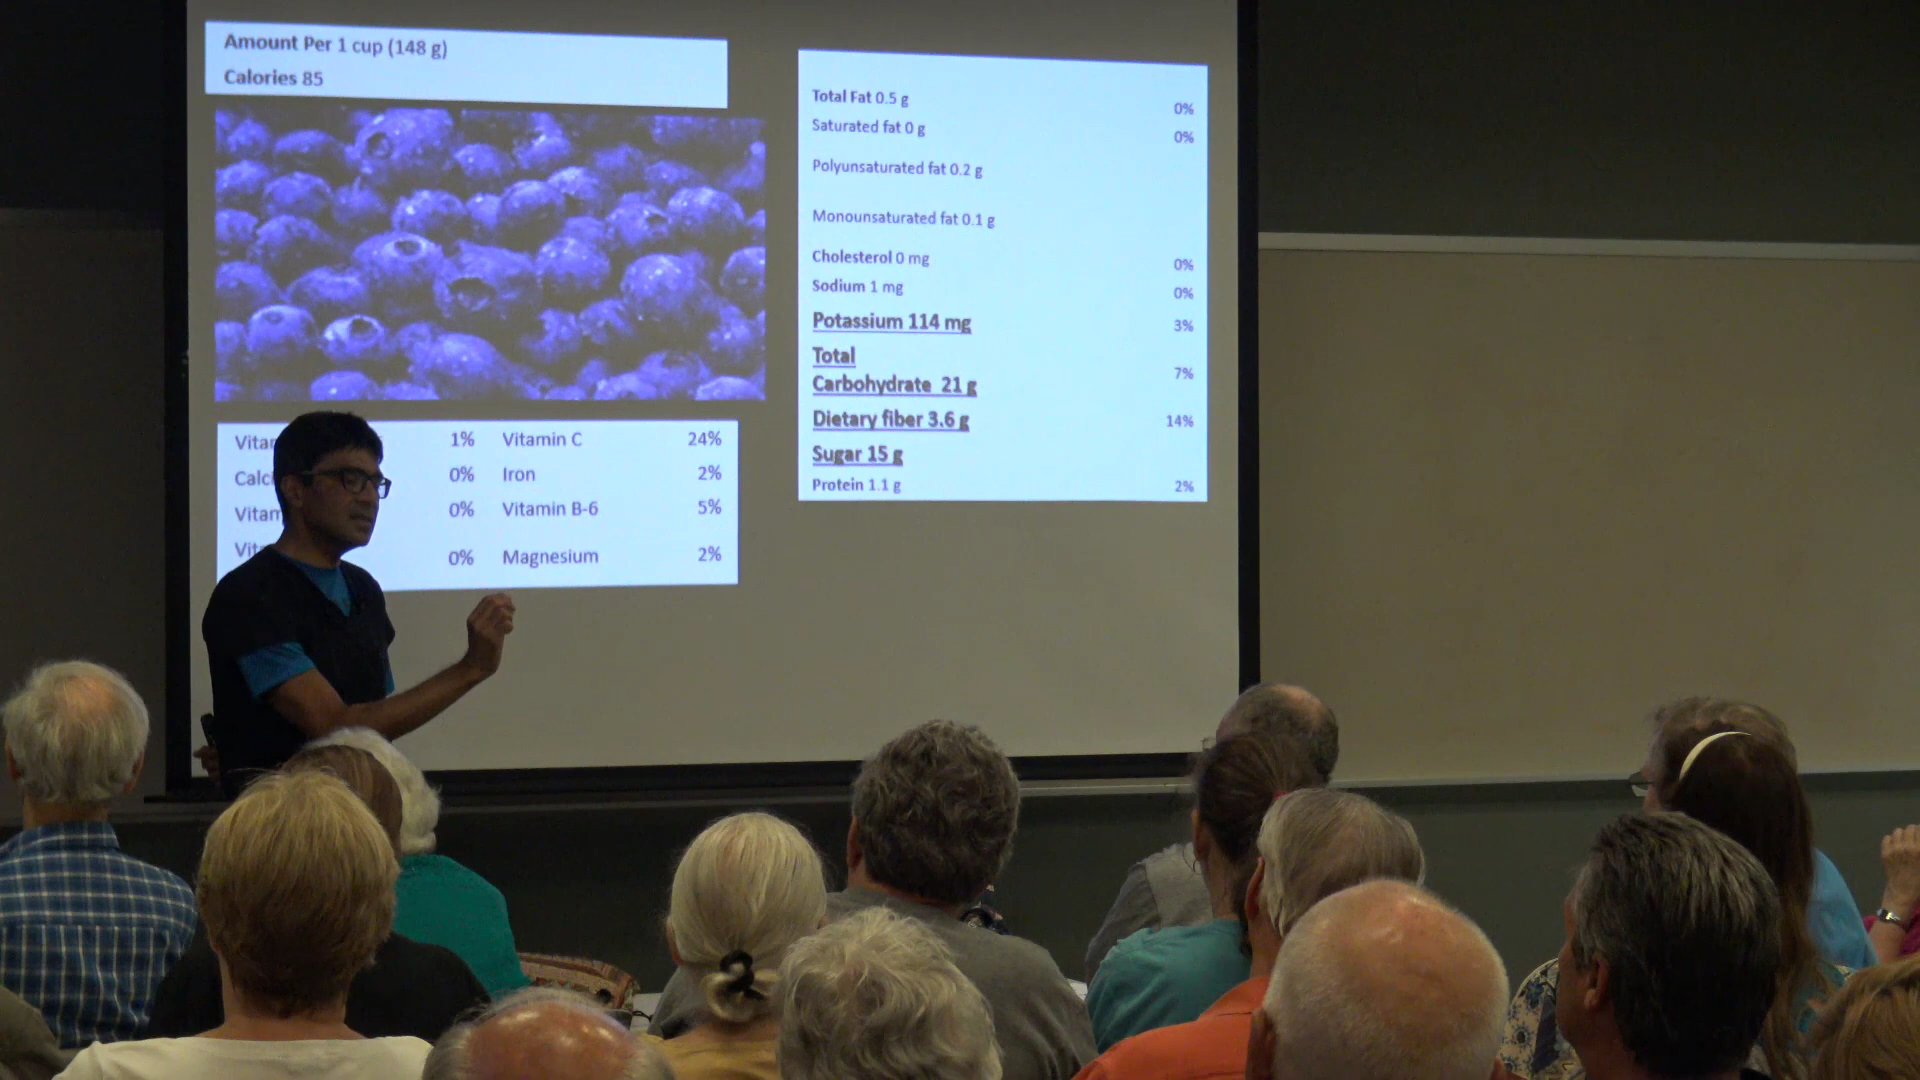 Amount Per 1 cup (148 g)
Calories 85
Total Fat 0.5 g 0%
Saturated fat 0 g 0%
Polyunsaturated fat 0.2 g
Monounsaturated fat 0.1 g
Cholesterol 0 mg 0%
Sodium 1 mg 0%
Potassium 114 mg 3%
Total
Carbohydrate 21 g 7%
Dietary fiber 3.6 g 14%
Sugar 15 g
Protein 1.1 g 2%
1% Vitamin C 24%
0% Iron 2%
0% Vitamin B-6 5%
0% Magnesium 2%